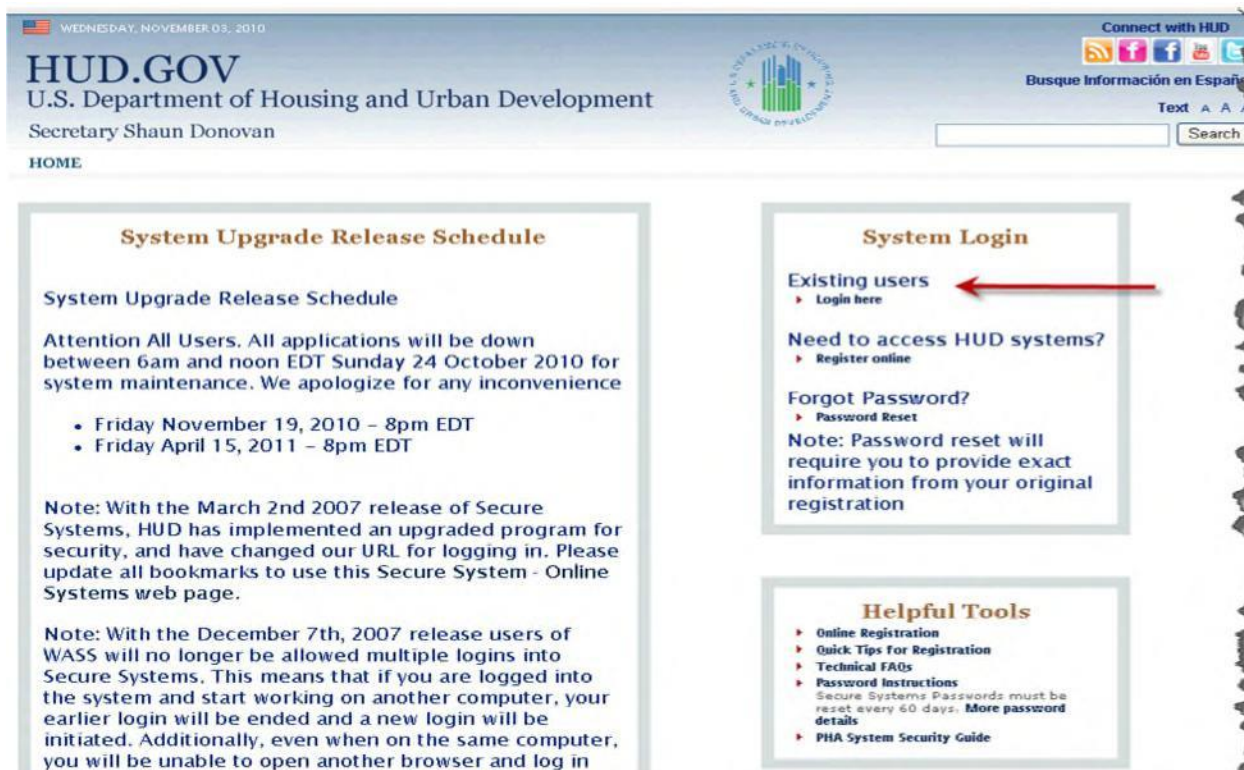 WEDNESDAY, NOVEMBER 03, 2010
HUD.GOV
U.S. Department of Housing and Urban Development
Secretary Shaun Donovan
Connect with HUD
Busque Información en Españ
Text A A
Search
HOME
System Upgrade Release Schedule
System Upgrade Release Schedule
Attention All Users. All applications will be down
between 6am and noon EDT Sunday 24 October 2010 for
system maintenance. We apologize for any inconvenience
• Friday November 19, 2010 – 8pm EDT
• Friday April 15, 2011 – 8pm EDT
Note: With the March 2nd 2007 release of Secure
Systems, HUD has implemented an upgraded program for
security, and have changed our URL for logging in. Please
update all bookmarks to use this Secure System - Online
Systems web page.
Note: With the December 7th, 2007 release users of
WASS will no longer be allowed multiple logins into
Secure Systems. This means that if you are logged into
the system and start working on another computer, your
earlier login will be ended and a new login will be
initiated. Additionally, even when on the same computer,
you will be unable to open another browser and log in
System Login
Existing users
Login here
Need to access HUD systems?
Register online
Forgot Password?
Password Reset
Note: Password reset will
require you to provide exact
information from your original
registration
Helpful Tools
Online Registration
Quick Tips for Registration
Technical FAQs
Password Instructions
Secure Systems Passwords must be
reset every 60 days. More password
details
PHA System Security Guide